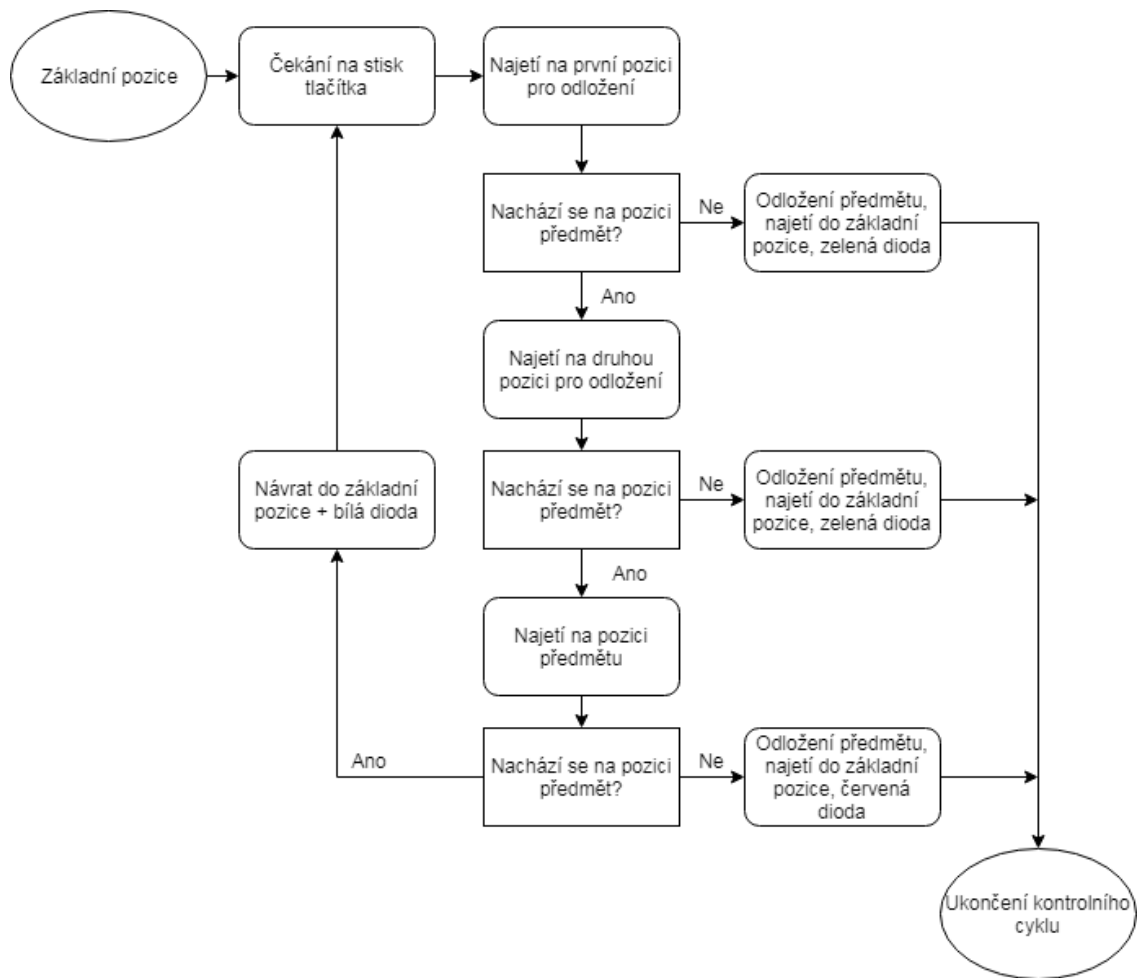 Základní pozice
Čekání na stisk
tlačítka
Najetí na první pozici
pro odložení
Nachází se na pozici
předmět?
Ne
Odložení předmětu,
najetí do základní
pozice, zelená dioda
Ano
Najetí na druhou
pozici pro odložení
Návrat do základní
pozice + bílá dioda
Nachází se na pozici
předmět?
Ne
Odložení předmětu,
najetí do základní
pozice, zelená dioda
Ano
Najetí na pozici
předmětu
Ano
Nachází se na pozici
předmět?
Ne
Odložení předmětu,
najetí do základní
pozice, červená
dioda
Ukončení kontrolního
cyklu